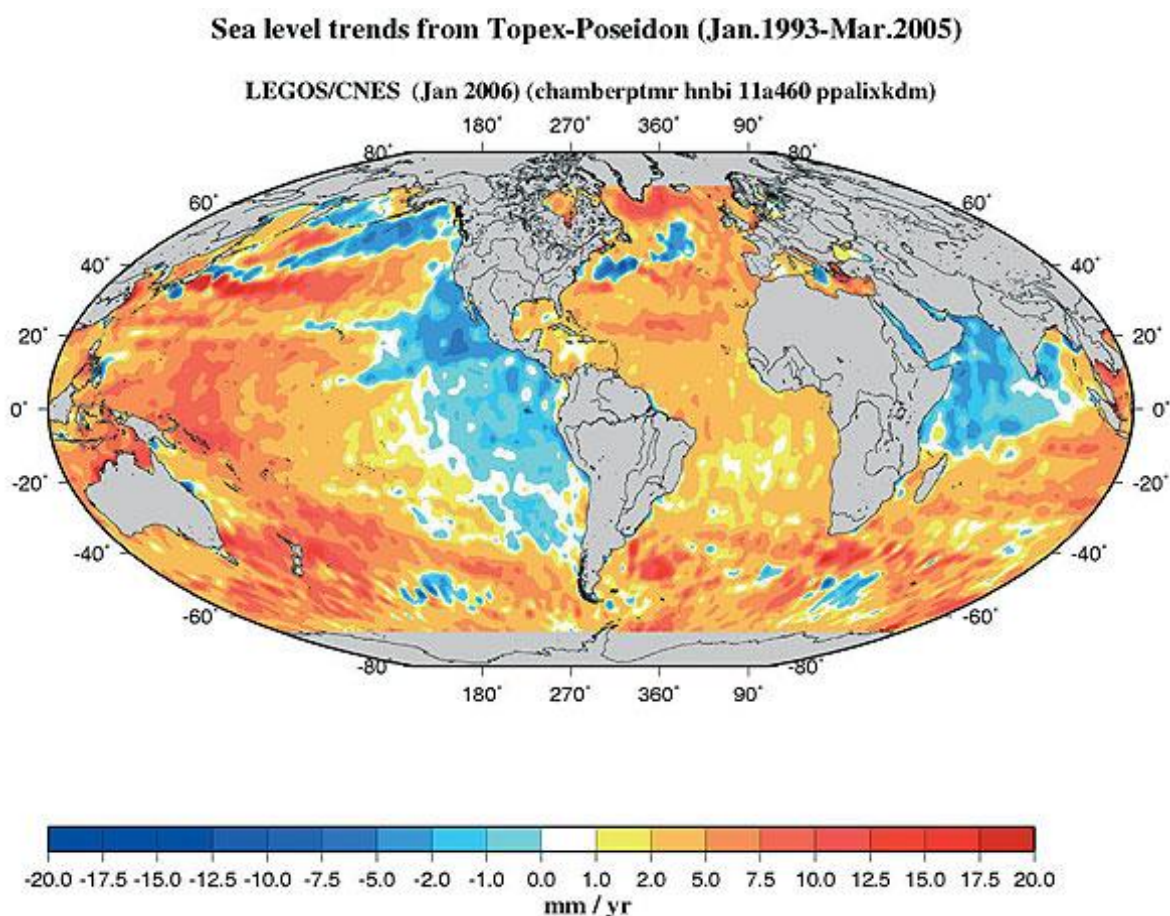 Sea level trends from Topex-Poseidon (Jan.1993-Mar.2005)
LEGOS/CNES (Jan 2006) (chamberptmr hnbi 11a460 ppalixkdm)
180° 270° 360° 90°
80° 80°
60° 60°
40° 40°
20° 20°
0° 0°
-20° -20°
-40° -40°
-60° -60°
-80 -80°
180° 270° 360° 90°
-20.0 -17.5 -15.0 -12.5 -10.0 -7.5 -5.0 -2.0 -1.0 0.0 1.0 2.0 5.0 7.5 10.0 12.5 15.0 17.5 20.0
mm / yr